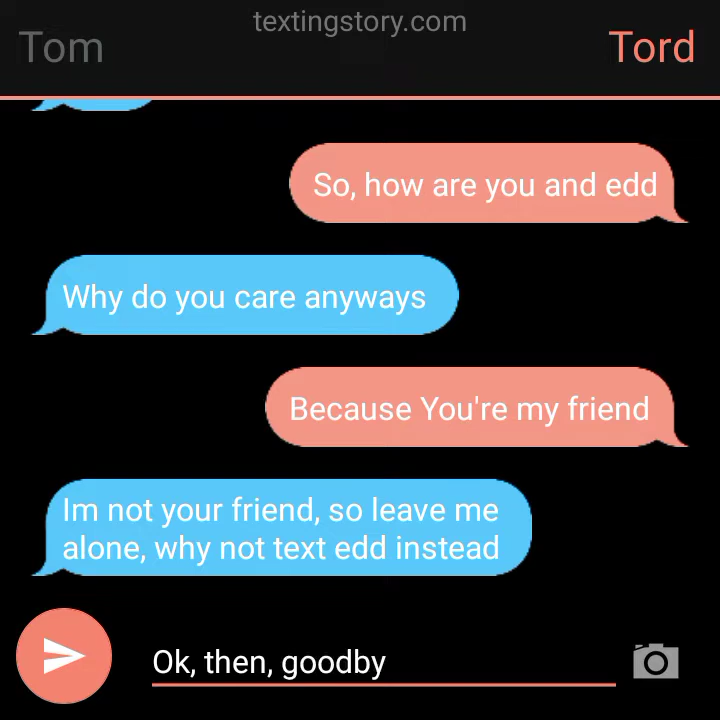 textingstory.com
Tom
Tord
So, how are you and edd
Why do you care anyways
Because You're my friend
Im not your friend, so leave me
alone, why not text edd instead
Ok, then, goodby